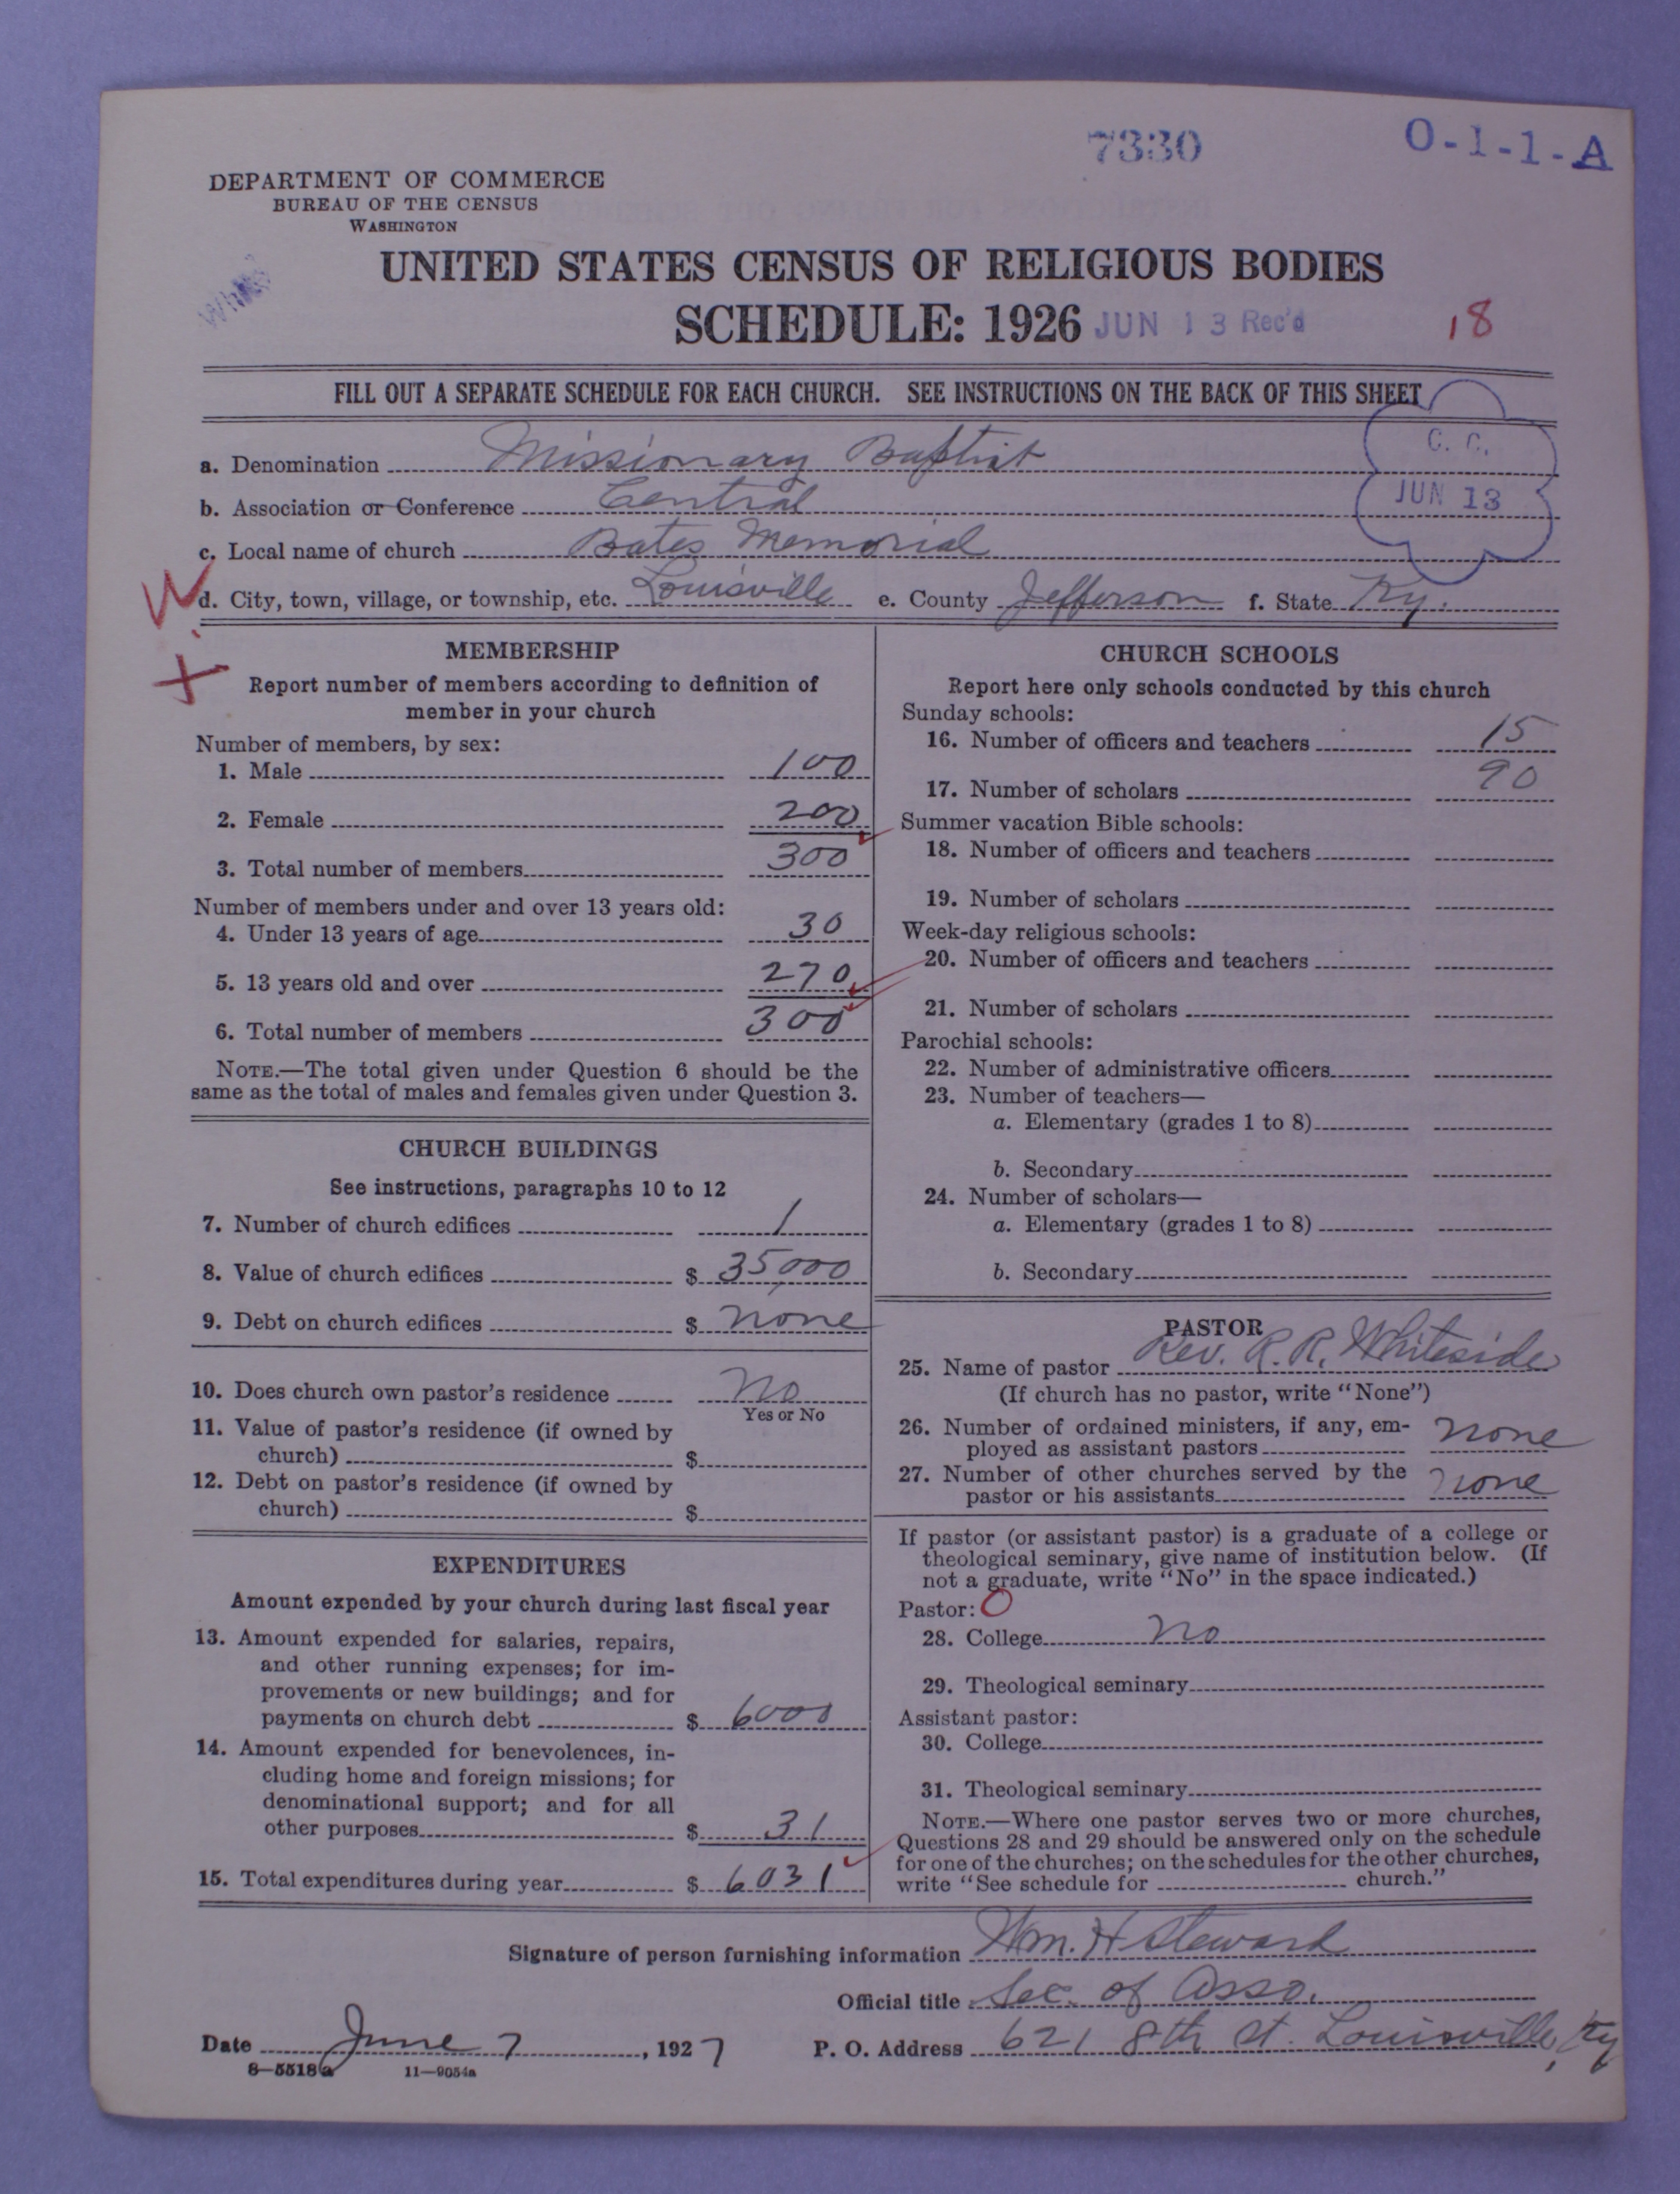 7330
O-1-1-A
DEPARTMENT OF COMMERCE
BUREAU OF THE CENSUS
WASHINGTON
White
UNITED STATES CENSUS OF RELIGIOUS BODIES
SCHEDULE: 1926 JUN 13 Rec'd
18
FILL OUT A SEPARATE SCHEDULE FOR EACH CHURCH. SEE INSTRUCTIONS ON THE BACK OF THIS SHEET
C. C.
JUN 13
a. Denomination Missionary Baptist
b. Association or Conference Central
c. Local name of church Bates Memorial
d. City, town, village, or township, etc. Louisville e. County Jefferson f. State Ky.
MEMBERSHIP
Report number of members according to definition of
member in your church
Number of members, by sex:
1. Male 100
2. Female 200
3. Total number of members 300
Number of members under and over 13 years old:
4. Under 13 years of age 30
5. 13 years old and over 270
6. Total number of members 300
NOTE.—The total given under Question 6 should be the
same as the total of males and females given under Question 3.
CHURCH BUILDINGS
See instructions, paragraphs 10 to 12
7. Number of church edifices 1
8. Value of church edifices $ 35,000
9. Debt on church edifices $ none
10. Does church own pastor's residence no
Yes or No
11. Value of pastor's residence (if owned by
church) $
12. Debt on pastor's residence (if owned by
church) $
EXPENDITURES
Amount expended by your church during last fiscal year
13. Amount expended for salaries, repairs,
and other running expenses; for im-
provements or new buildings; and for
payments on church debt $ 6000
14. Amount expended for benevolences, in-
cluding home and foreign missions; for
denominational support; and for all
other purposes $ 31
15. Total expenditures during year $ 6031
CHURCH SCHOOLS
Report here only schools conducted by this church
Sunday schools:
16. Number of officers and teachers 15
17. Number of scholars 90
Summer vacation Bible schools:
18. Number of officers and teachers
19. Number of scholars
Week-day religious schools:
20. Number of officers and teachers
21. Number of scholars
Parochial schools:
22. Number of administrative officers
23. Number of teachers—
a. Elementary (grades 1 to 8)
b. Secondary
24. Number of scholars—
a. Elementary (grades 1 to 8)
b. Secondary
PASTOR
25. Name of pastor Rev. R. R. Whiteside
(If church has no pastor, write "None")
26. Number of ordained ministers, if any, em-
ployed as assistant pastors none
27. Number of other churches served by the
pastor or his assistants none
If pastor (or assistant pastor) is a graduate of a college or
theological seminary, give name of institution below. (If
not a graduate, write "No" in the space indicated.)
Pastor: O
28. College no
29. Theological seminary
Assistant pastor:
30. College
31. Theological seminary
NOTE.—Where one pastor serves two or more churches,
Questions 28 and 29 should be answered only on the schedule
for one of the churches; on the schedules for the other churches,
write "See schedule for church."
Signature of person furnishing information Wm. H Steward
Official title Sec. of Asso.
Date June 7, 1927 P. O. Address 621 8th St. Louisville, Ky
8—5518a 11—9054a